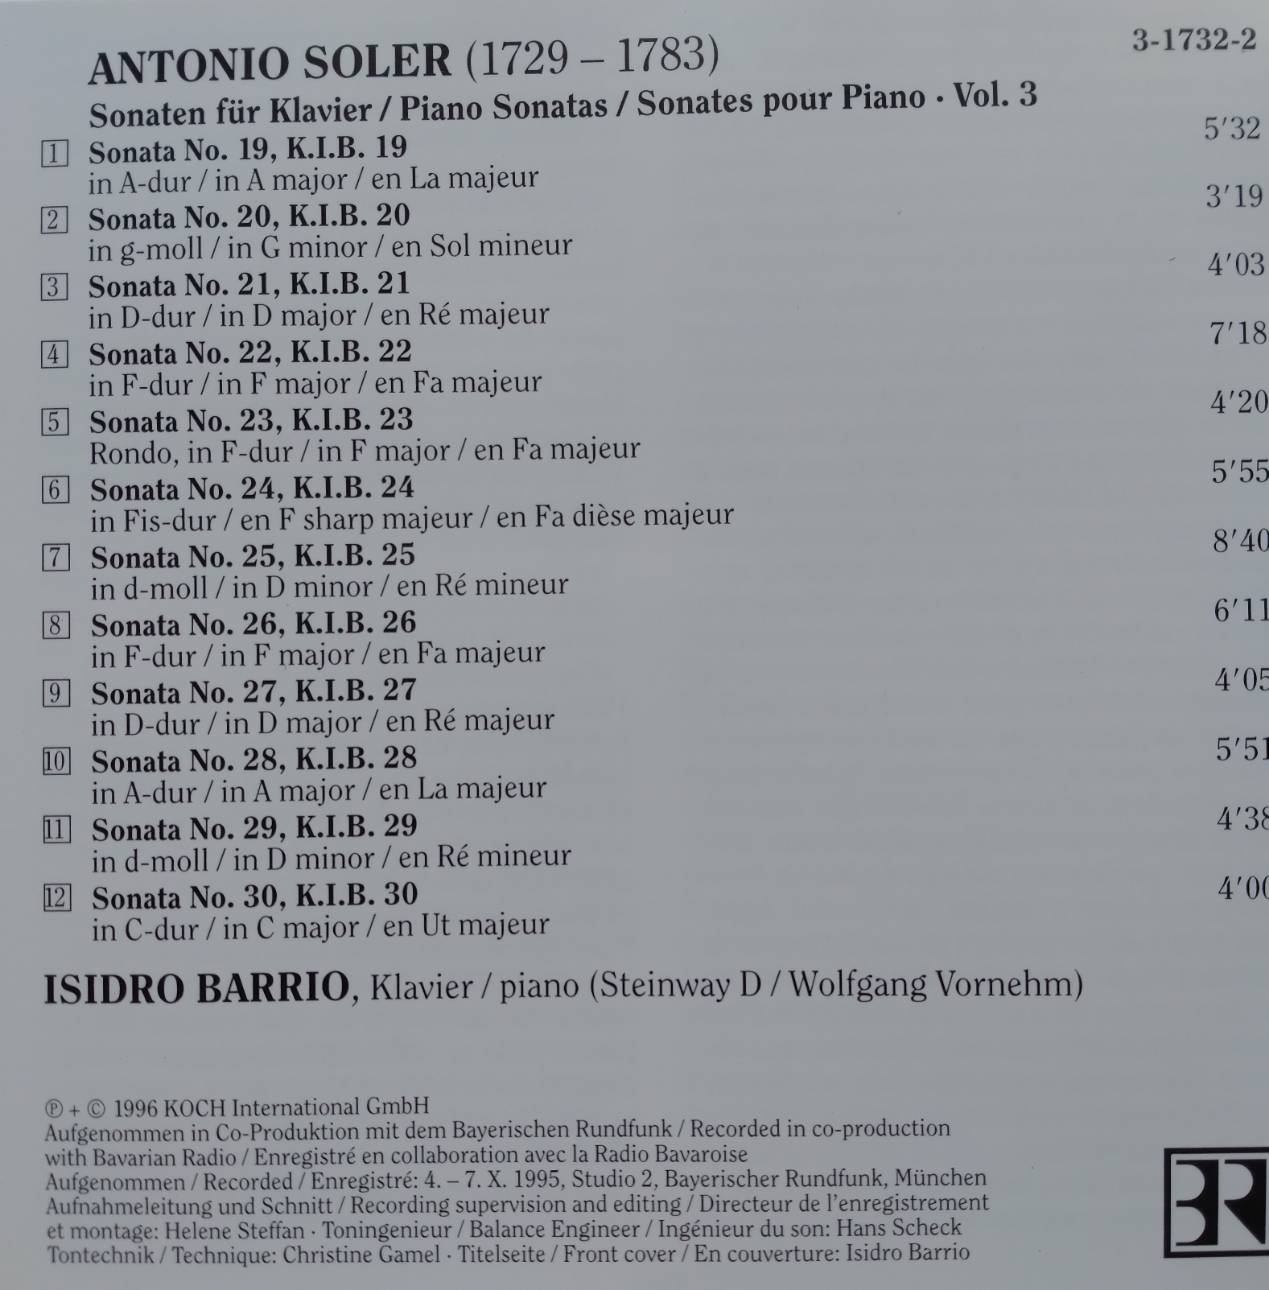 ANTONIO SOLER (1729 – 1783) 3-1732-2
Sonaten für Klavier / Piano Sonatas / Sonates pour Piano · Vol. 3
1 Sonata No. 19, K.I.B. 19 5'32
in A-dur / in A major / en La majeur
2 Sonata No. 20, K.I.B. 20 3'19
in g-moll / in G minor / en Sol mineur
3 Sonata No. 21, K.I.B. 21 4'03
in D-dur / in D major / en Ré majeur
4 Sonata No. 22, K.I.B. 22 7'18
in F-dur / in F major / en Fa majeur
5 Sonata No. 23, K.I.B. 23 4'20
Rondo, in F-dur / in F major / en Fa majeur
6 Sonata No. 24, K.I.B. 24 5'55
in Fis-dur / en F sharp majeur / en Fa dièse majeur
7 Sonata No. 25, K.I.B. 25 8'40
in d-moll / in D minor / en Ré mineur
8 Sonata No. 26, K.I.B. 26 6'11
in F-dur / in F major / en Fa majeur
9 Sonata No. 27, K.I.B. 27 4'05
in D-dur / in D major / en Ré majeur
10 Sonata No. 28, K.I.B. 28 5'51
in A-dur / in A major / en La majeur
11 Sonata No. 29, K.I.B. 29 4'38
in d-moll / in D minor / en Ré mineur
12 Sonata No. 30, K.I.B. 30 4'00
in C-dur / in C major / en Ut majeur
ISIDRO BARRIO, Klavier / piano (Steinway D / Wolfgang Vornehm)
℗ + © 1996 KOCH International GmbH
Aufgenommen in Co-Produktion mit dem Bayerischen Rundfunk / Recorded in co-production
with Bavarian Radio / Enregistré en collaboration avec la Radio Bavaroise
Aufgenommen / Recorded / Enregistré: 4. – 7. X. 1995, Studio 2, Bayerischer Rundfunk, München
Aufnahmeleitung und Schnitt / Recording supervision and editing / Directeur de l'enregistrement
et montage: Helene Steffan · Toningenieur / Balance Engineer / Ingénieur du son: Hans Scheck
Tontechnik / Technique: Christine Gamel · Titelseite / Front cover / En couverture: Isidro Barrio
BR